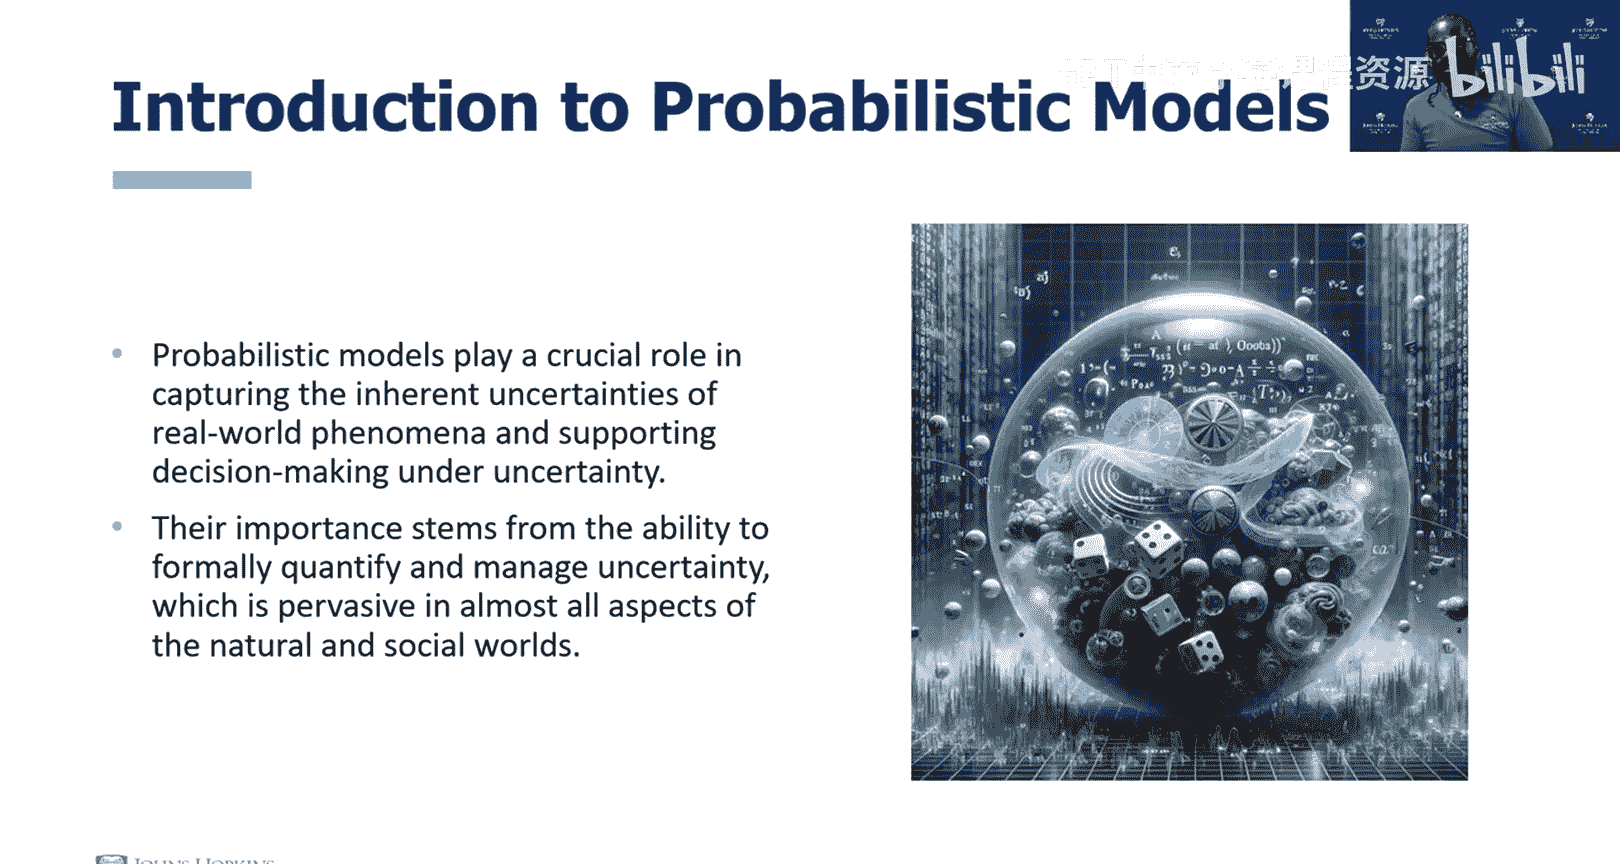 Introduction to Probabilistic Models
资源
bilibili
• Probabilistic models play a crucial role in
capturing the inherent uncertainties of
real-world phenomena and supporting
decision-making under uncertainty.
• Their importance stems from the ability to
formally quantify and manage uncertainty,
which is pervasive in almost all aspects of
the natural and social worlds.
JOHNS HOPKINS